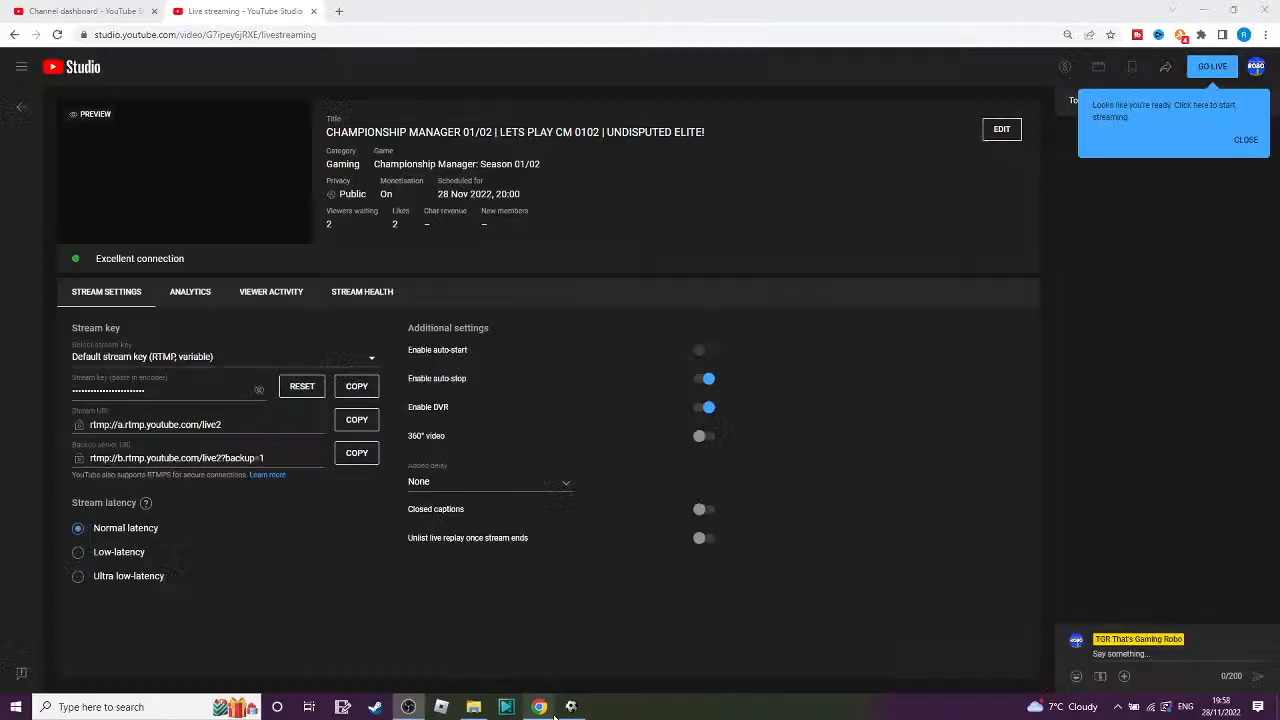 Channel dashboard - YouTube S
Live streaming - YouTube Studio
studio.youtube.com/video/G7ipey6jRXE/livestreaming
Studio
GO LIVE
ROBO
PREVIEW
Title
CHAMPIONSHIP MANAGER 01/02 | LETS PLAY CM 0102 | UNDISPUTED ELITE!
EDIT
To
Looks like you're ready. Click here to start
streaming.
CLOSE
Category Game
Gaming Championship Manager: Season 01/02
Privacy Monetisation Scheduled for
Public On 28 Nov 2022, 20:00
Viewers waiting Likes Chat revenue New members
2 2 – –
Excellent connection
STREAM SETTINGS ANALYTICS VIEWER ACTIVITY STREAM HEALTH
Stream key
Select stream key
Default stream key (RTMP, variable)
Stream key (paste in encoder)
RESET COPY
Stream URL
rtmp://a.rtmp.youtube.com/live2
COPY
Backup server URL
rtmp://b.rtmp.youtube.com/live2?backup=1
COPY
YouTube also supports RTMPS for secure connections. Learn more
Stream latency
Normal latency
Low-latency
Ultra low-latency
Additional settings
Enable auto-start
Enable auto-stop
Enable DVR
360° video
Added delay
None
Closed captions
Unlist live replay once stream ends
TGR That's Gaming Robo
Say something...
0/200
Type here to search
7°C Cloudy
19:58
28/11/2022